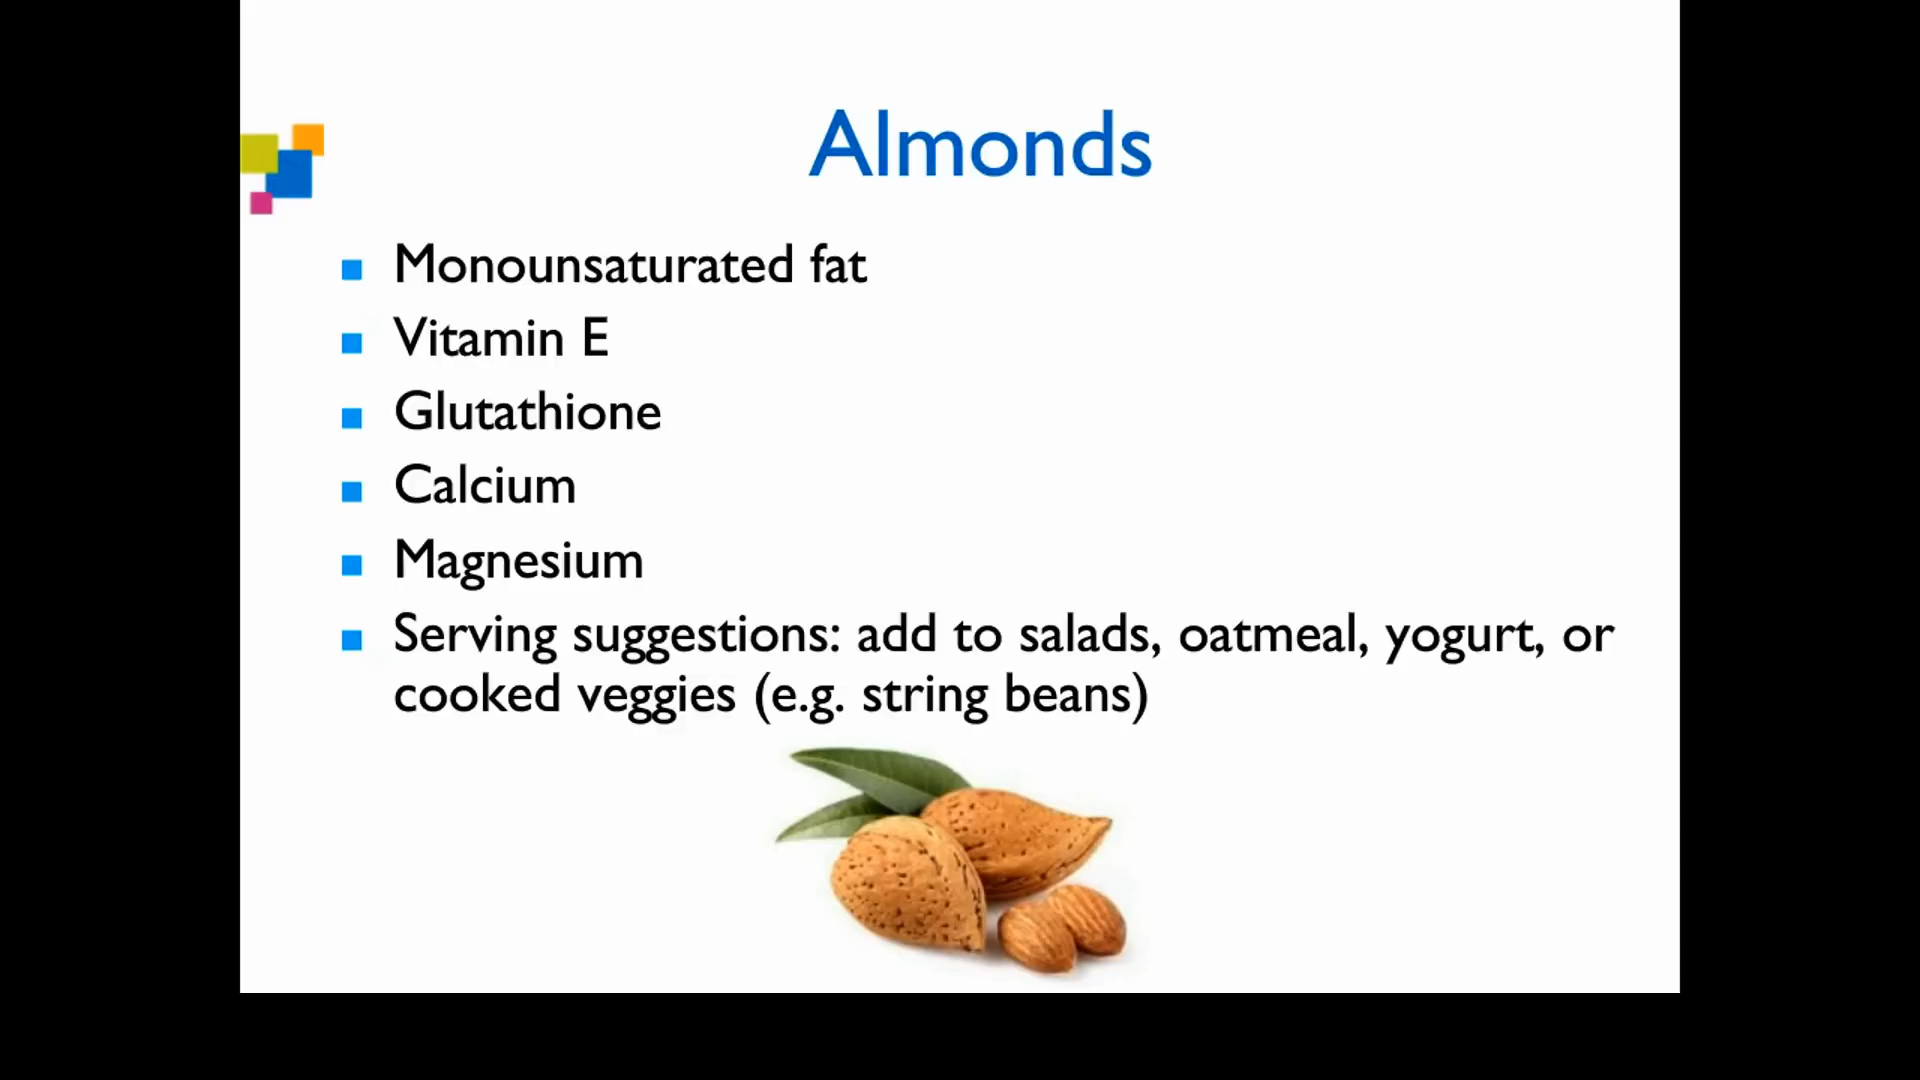 Almonds
Monounsaturated fat
Vitamin E
Glutathione
Calcium
Magnesium
Serving suggestions: add to salads, oatmeal, yogurt, or
cooked veggies (e.g. string beans)